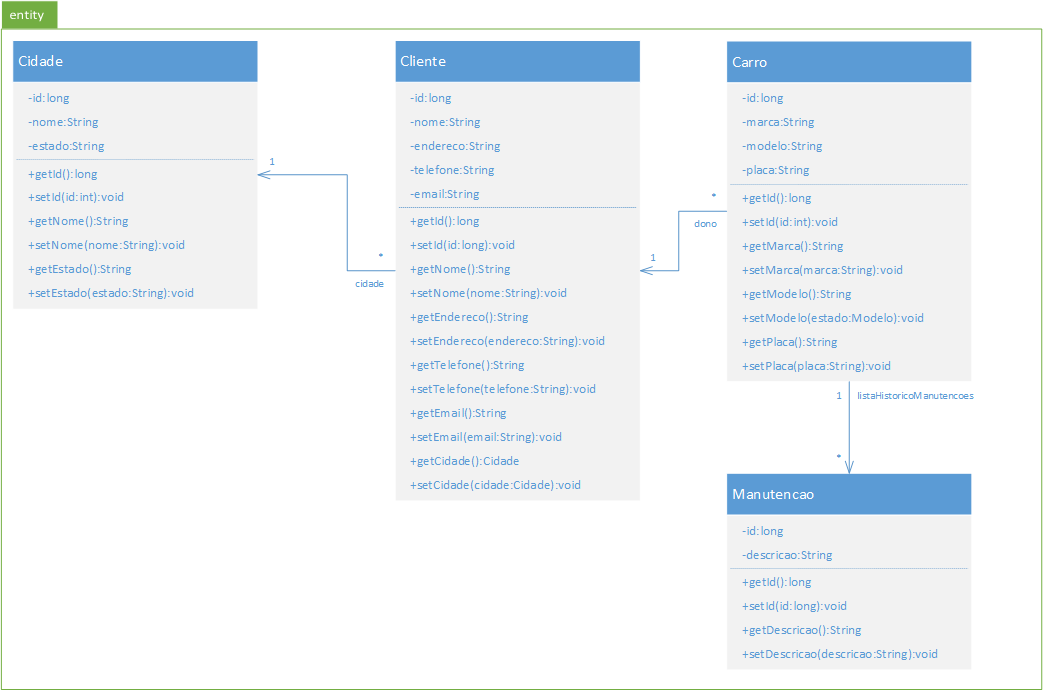 entity
Cidade
-id:long
-nome:String
-estado:String
+getId():long
+setId(id:int):void
+getNome():String
+setNome(nome:String):void
+getEstado():String
+setEstado(estado:String):void
1
*
cidade
Cliente
-id:long
-nome:String
-endereco:String
-telefone:String
-email:String
+getId():long
+setId(id:long):void
+getNome():String
+setNome(nome:String):void
+getEndereco():String
+setEndereco(endereco:String):void
+getTelefone():String
+setTelefone(telefone:String):void
+getEmail():String
+setEmail(email:String):void
+getCidade():Cidade
+setCidade(cidade:Cidade):void
*
dono
1
Carro
-id:long
-marca:String
-modelo:String
-placa:String
+getId():long
+setId(id:int):void
+getMarca():String
+setMarca(marca:String):void
+getModelo():String
+setModelo(estado:Modelo):void
+getPlaca():String
+setPlaca(placa:String):void
1
listaHistoricoManutencoes
*
Manutencao
-id:long
-descricao:String
+getId():long
+setId(id:long):void
+getDescricao():String
+setDescricao(descricao:String):void